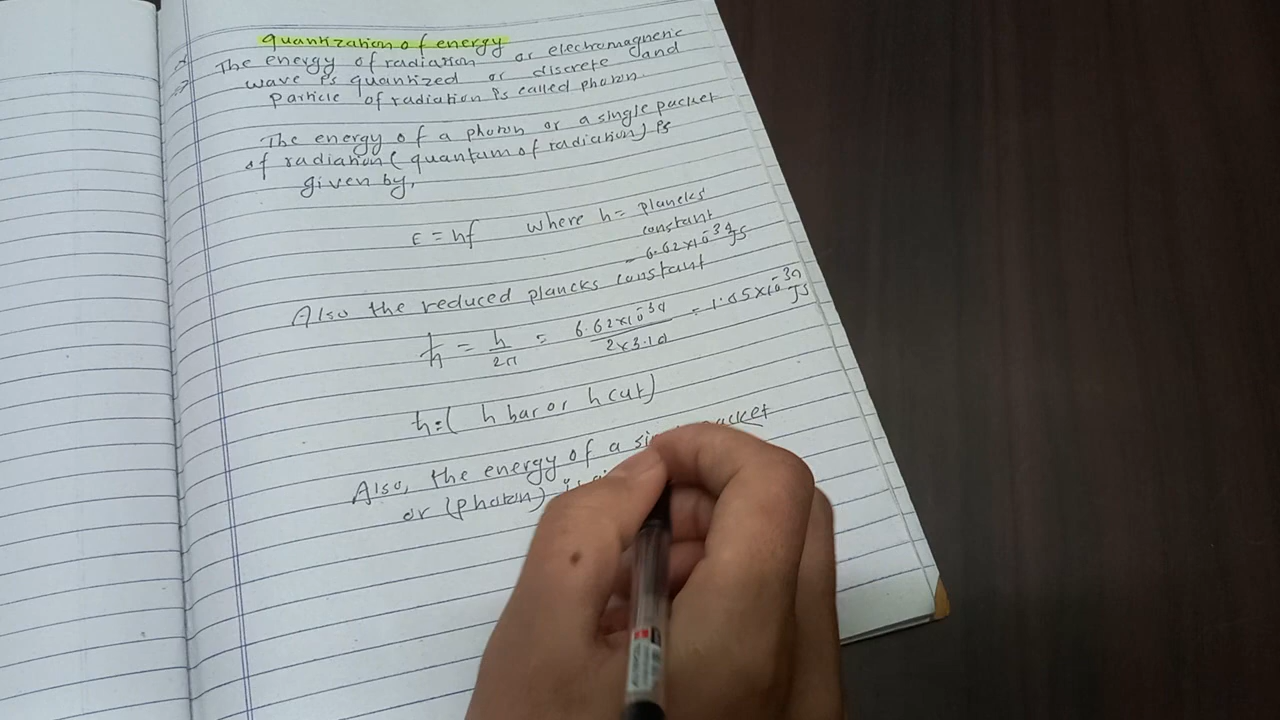 Quantization of energy
The energy of radiation or electromagnetic
wave is quantized or discrete and
particle of radiation is called photon.
The energy of a photon or a single packet
of radiation (quantum of radiation) is
given by,
E = hf where h = plancks'
constant
= 6.62×10⁻³⁴ JS
Also the reduced plancks constant
ħ = h/2π = 6.62×10⁻³⁴/2×3.14 = 1.05×10⁻³⁴ JS
ħ = ( h bar or h cut)
Also, the energy of a packet
or (photon) is